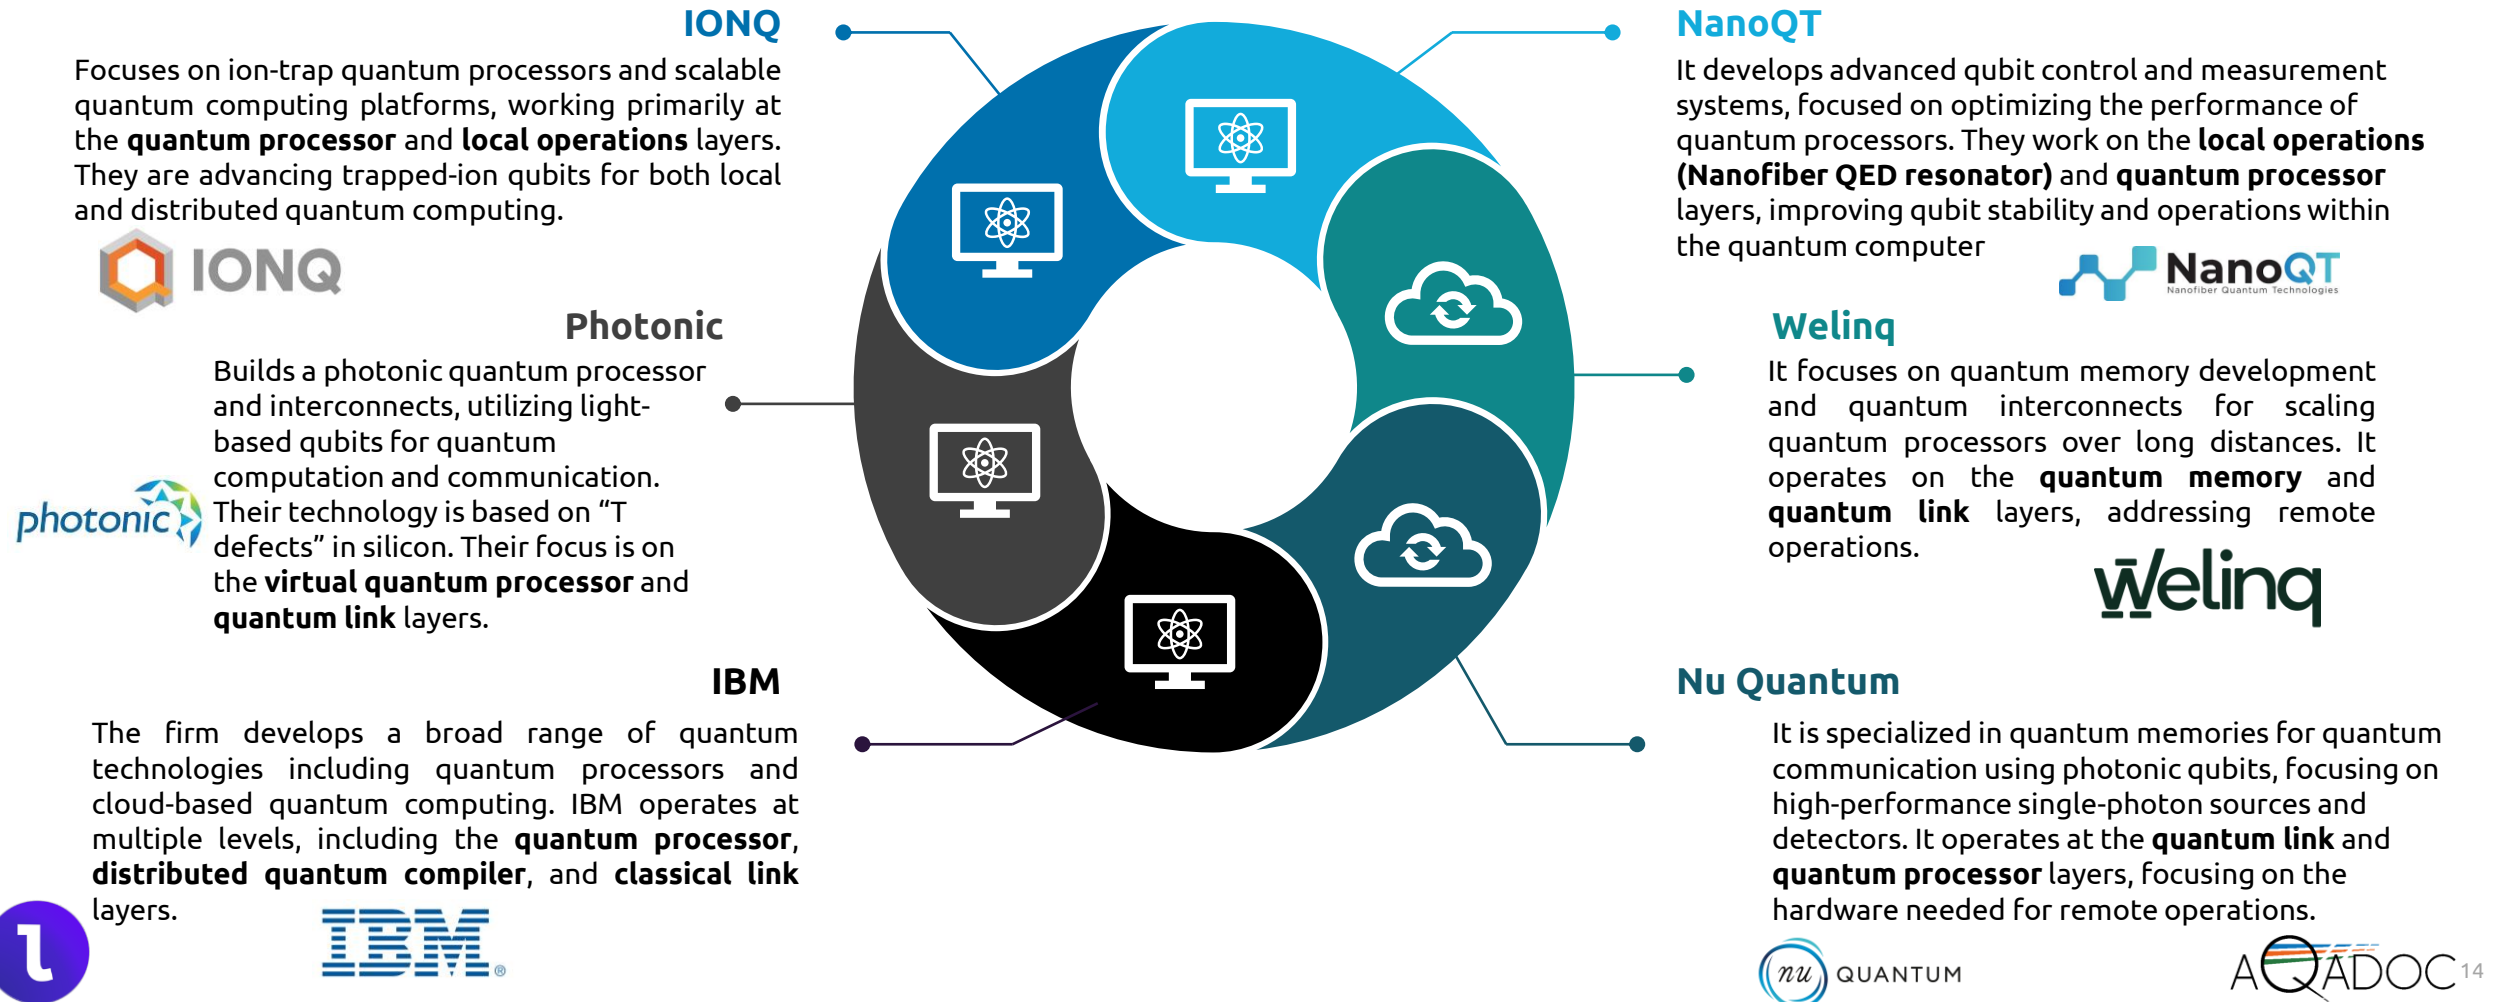 IONQ
Focuses on ion-trap quantum processors and scalable
quantum computing platforms, working primarily at
the quantum processor and local operations layers.
They are advancing trapped-ion qubits for both local
and distributed quantum computing.
IONQ
Photonic
Builds a photonic quantum processor
and interconnects, utilizing light-
based qubits for quantum
computation and communication.
Their technology is based on “T
defects” in silicon. Their focus is on
the virtual quantum processor and
quantum link layers.
photonic
IBM
The firm develops a broad range of quantum
technologies including quantum processors and
cloud-based quantum computing. IBM operates at
multiple levels, including the quantum processor,
distributed quantum compiler, and classical link
layers.
IBM®
NanoQT
It develops advanced qubit control and measurement
systems, focused on optimizing the performance of
quantum processors. They work on the local operations
(Nanofiber QED resonator) and quantum processor
layers, improving qubit stability and operations within
the quantum computer
NanoQT
Nanofiber Quantum Technologies
Welinq
It focuses on quantum memory development
and quantum interconnects for scaling
quantum processors over long distances. It
operates on the quantum memory and
quantum link layers, addressing remote
operations.
Welinq
Nu Quantum
It is specialized in quantum memories for quantum
communication using photonic qubits, focusing on
high-performance single-photon sources and
detectors. It operates at the quantum link and
quantum processor layers, focusing on the
hardware needed for remote operations.
nu QUANTUM
AQADOC
14